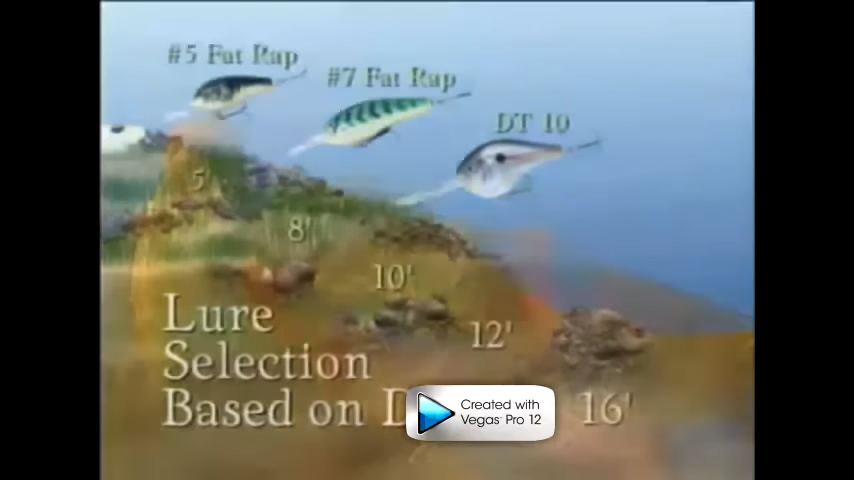 #5 Fat Rap
#7 Fat Rap
DT 10
5'
8'
10'
12'
16'
Lure
Selection
Based on D
Created with
Vegas Pro 12